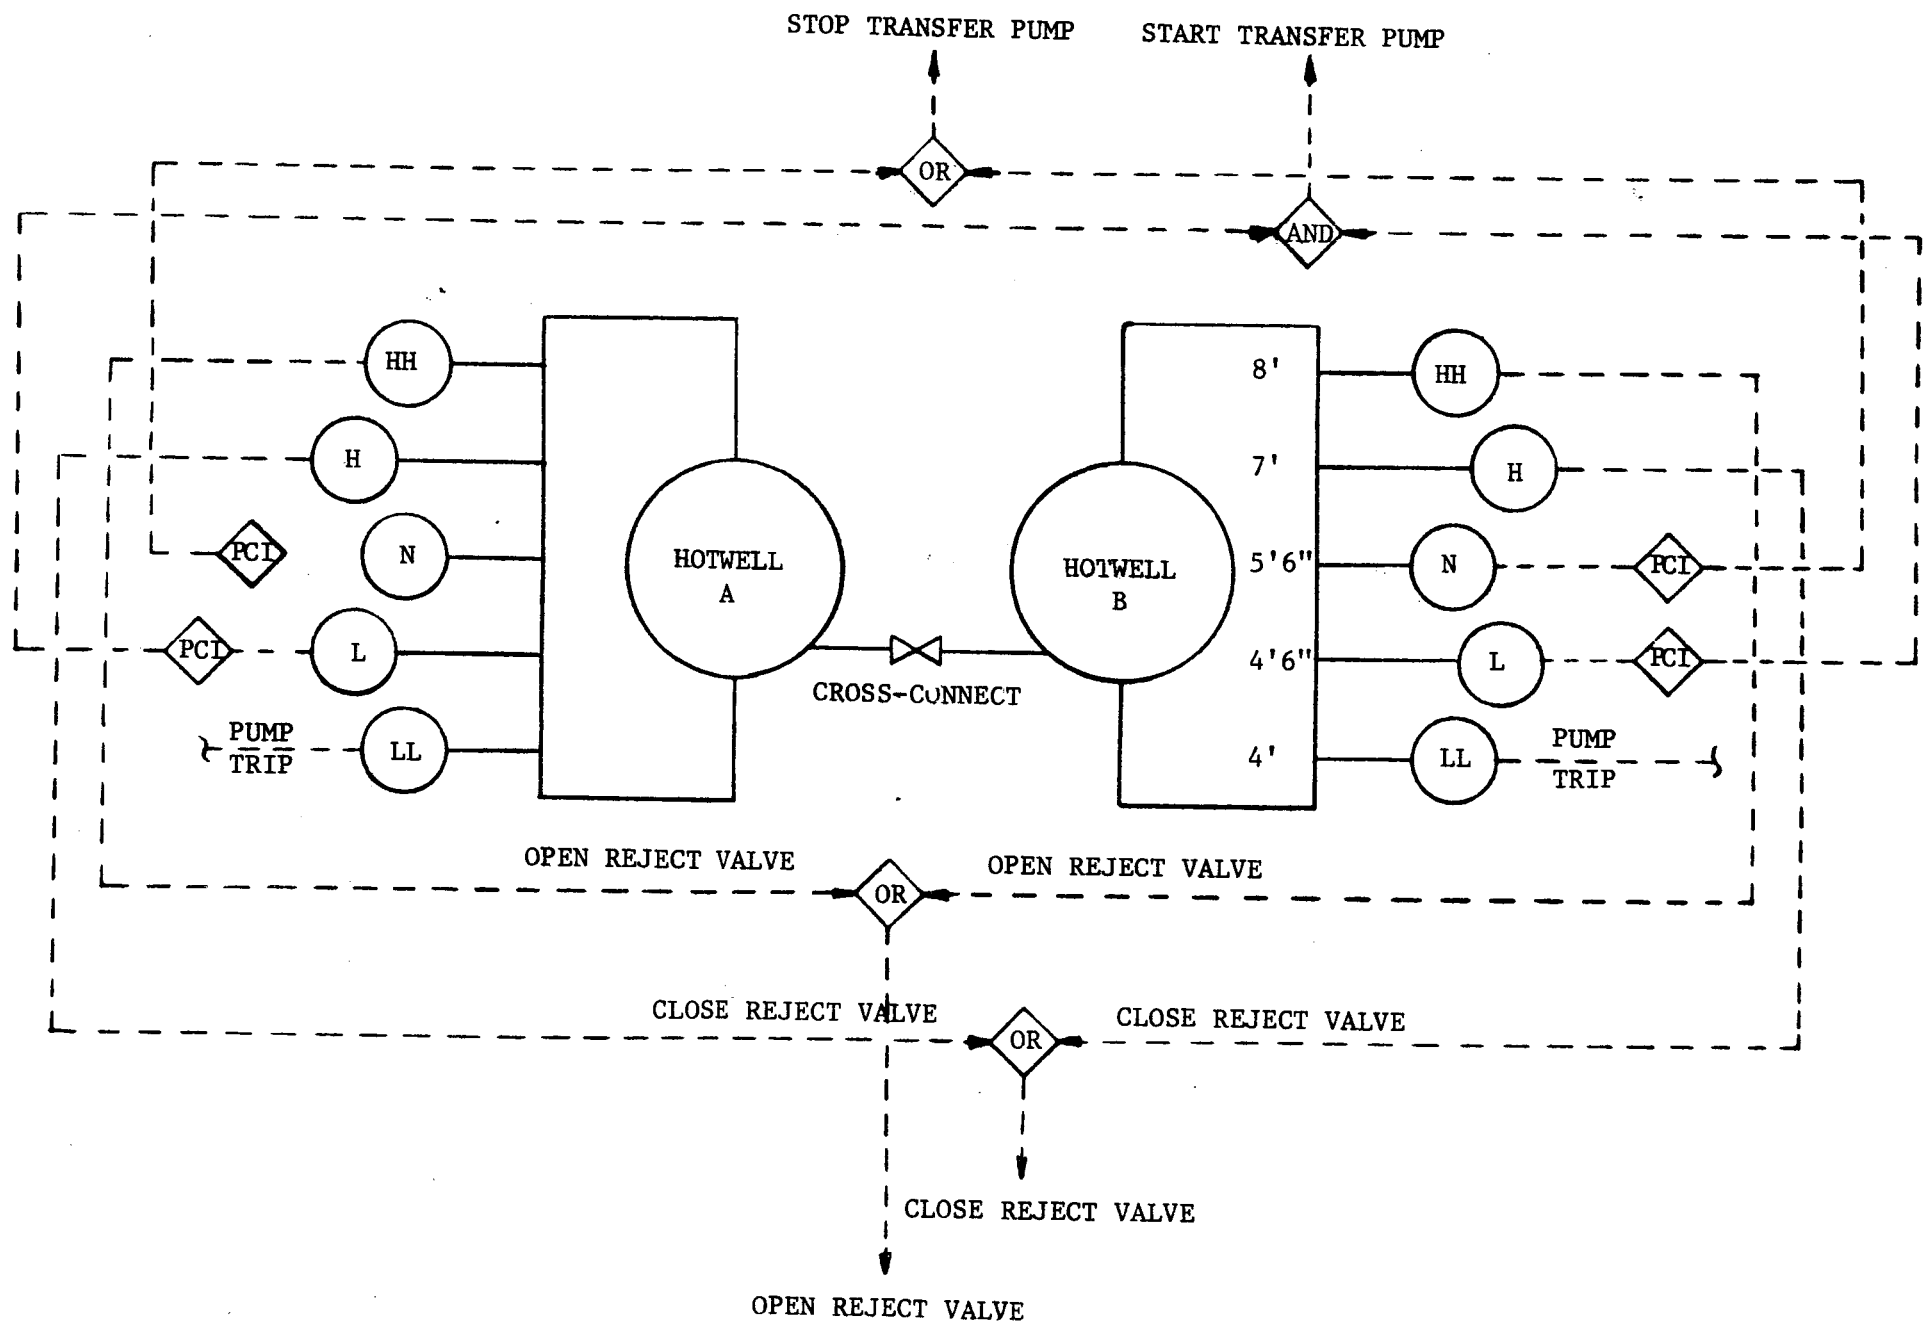 STOP TRANSFER PUMP
START TRANSFER PUMP
OR
AND
HH
H
N
PCI
PCI
L
LL
PUMP
TRIP
HOTWELL
A
CROSS-CONNECT
HOTWELL
B
8'
7'
5'6"
4'6"
4'
HH
H
N
PCI
L
PCI
LL
PUMP
TRIP
OPEN REJECT VALVE
OR
OPEN REJECT VALVE
CLOSE REJECT VALVE
OR
CLOSE REJECT VALVE
CLOSE REJECT VALVE
OPEN REJECT VALVE